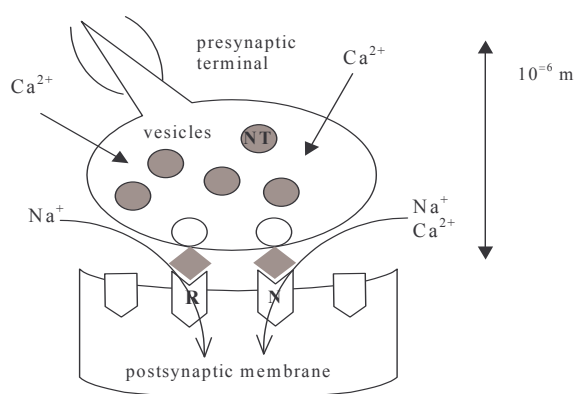 presynaptic
terminal
Ca²⁺
10⁼⁶ m
Ca²⁺
vesicles
NT
Na⁺
Na⁺
Ca²⁺
R
N
postsynaptic membrane